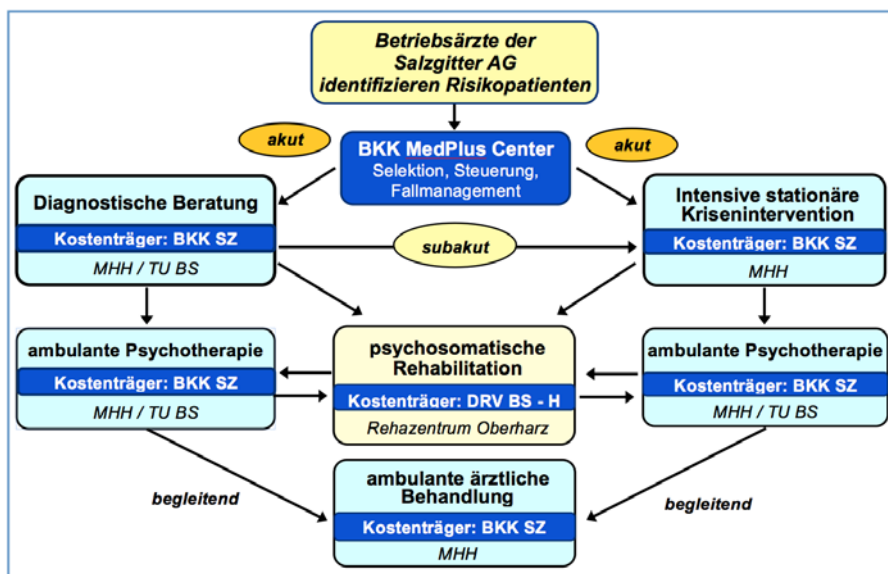 Betriebsärzte der
Salzgitter AG
identifizieren Risikopatienten
akut
BKK MedPlus Center
Selektion, Steuerung,
Fallmanagement
akut
Diagnostische Beratung
Kostenträger: BKK SZ
MHH / TU BS
subakut
Intensive stationäre
Krisenintervention
Kostenträger: BKK SZ
MHH
ambulante Psychotherapie
Kostenträger: BKK SZ
MHH / TU BS
psychosomatische
Rehabilitation
Kostenträger: DRV BS - H
Rehazentrum Oberharz
ambulante Psychotherapie
Kostenträger: BKK SZ
MHH / TU BS
begleitend
ambulante ärztliche
Behandlung
Kostenträger: BKK SZ
MHH
begleitend